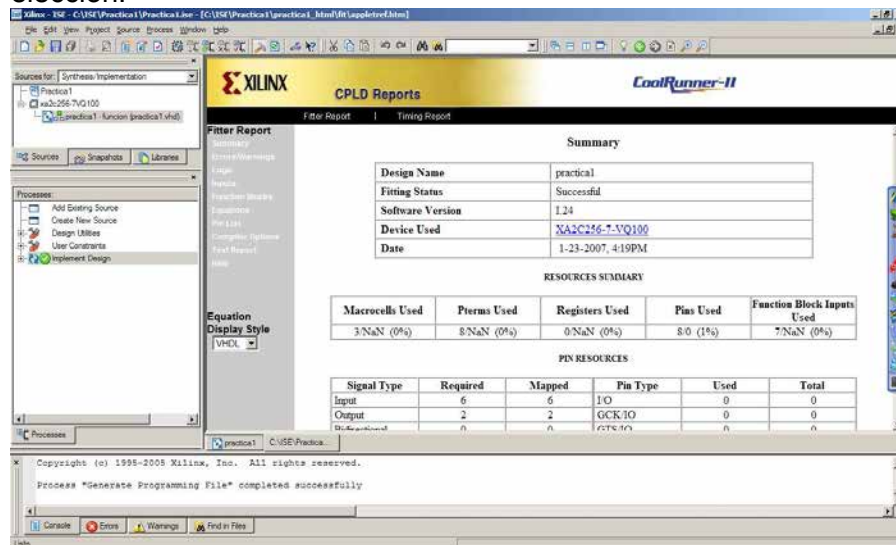 Xilinx - ISE - C:\ISE\Practica1\Practica1.ise - [C:\ISE\Practica1\practica1_html\fit\appletref.htm]
File Edit View Project Source Process Window Help
Sources for: Synthesis/Implementation
Practica1
xa2c256-7VQ100
practica1 - funcion (practica1.vhd)
Sources Snapshots Libraries
Processes:
Add Existing Source
Create New Source
Design Utilities
User Constraints
Implement Design
Processes
XILINX
CPLD Reports
CoolRunner-II
Fitter Report | Timing Report
Fitter Report
Summary
Errors/Warnings
Logic
Inputs
Function Blocks
Equations
Pin List
Compiler Options
Text Report
Help
Equation
Display Style
VHDL
Summary
Design Name practica1
Fitting Status Successful
Software Version I.24
Device Used XA2C256-7-VQ100
Date 1-23-2007, 4:19PM
RESOURCES SUMMARY
Macrocells Used Pterms Used Registers Used Pins Used Function Block Inputs Used
3/NaN (0%) 8/NaN (0%) 0/NaN (0%) 8/0 (1%) 7/NaN (0%)
PIN RESOURCES
Signal Type Required Mapped Pin Type Used Total
Input 6 6 I/O 0 0
Output 2 2 GCK/IO 0 0
Bidirectional 0 0 GTS/IO 0 0
practica1 C:\ISE\Practica...
Copyright (c) 1995-2005 Xilinx, Inc. All rights reserved.
Process "Generate Programming File" completed successfully
Console Errors Warnings Find in Files